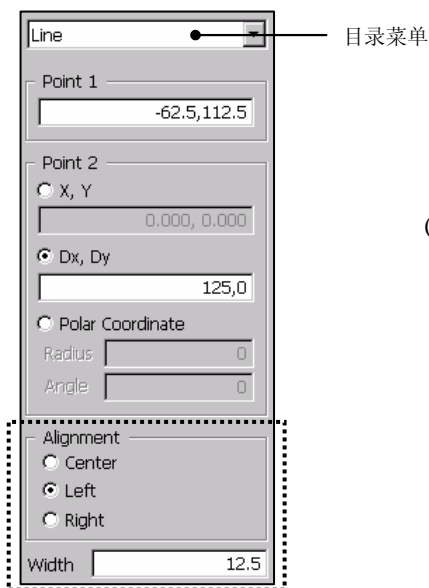 Line
目录菜单
Point 1
-62.5,112.5
Point 2
X, Y
0.000, 0.000
(
Dx, Dy
125,0
Polar Coordinate
Radius 0
Angle 0
Alignment
Center
Left
Right
Width 12.5